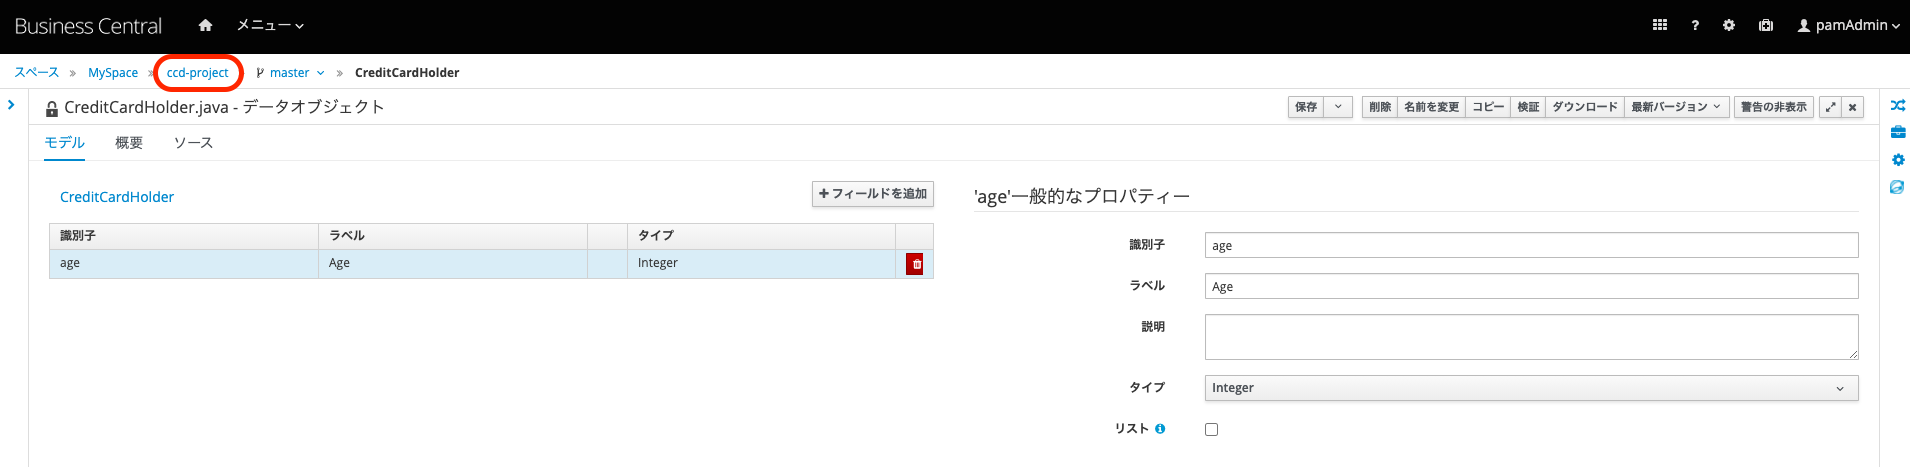 Business Central メニュー ? pamAdmin
スペース » MySpace » ccd-project master » CreditCardHolder
CreditCardHolder.java - データオブジェクト 保存 削除 名前を変更 コピー 検証 ダウンロード 最新バージョン 警告の非表示
モデル 概要 ソース
CreditCardHolder +フィールドを追加
識別子 ラベル タイプ
age Age Integer
'age'一般的なプロパティー
識別子 age
ラベル Age
説明
タイプ Integer
リスト